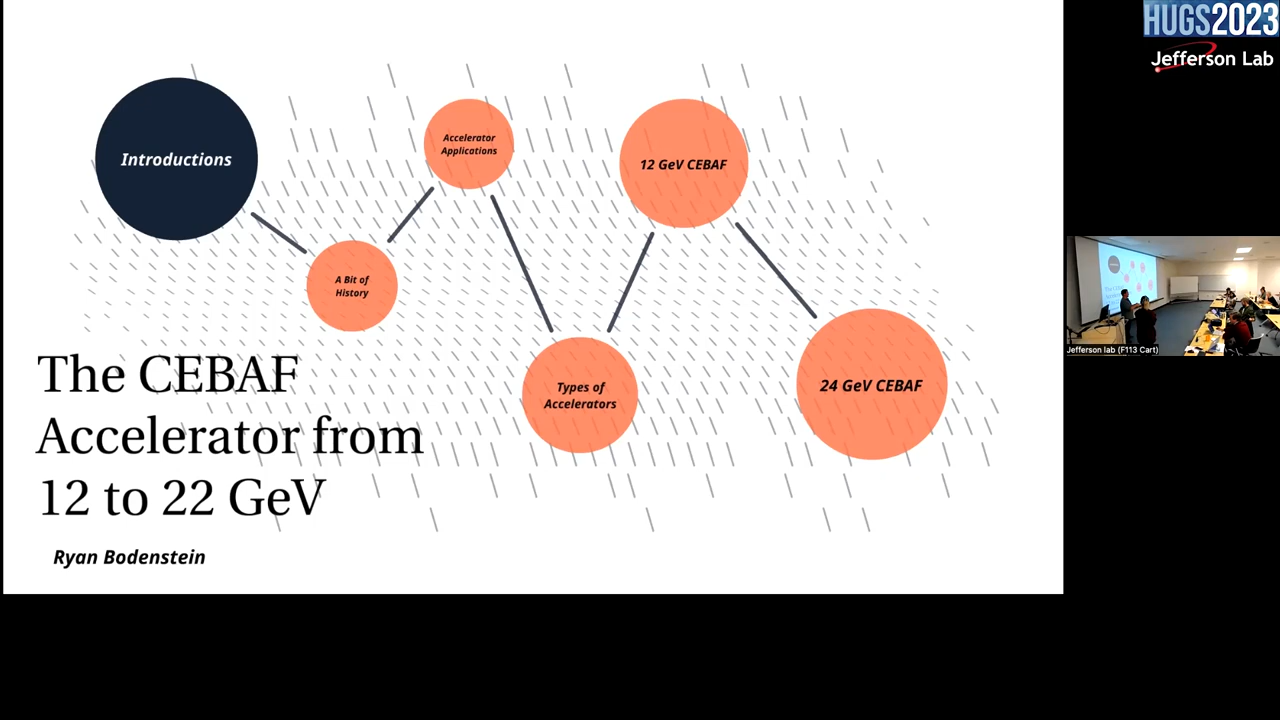 HUGS2023
Jefferson Lab
Introductions
Accelerator
Applications
12 GeV CEBAF
A Bit of
History
Types of
Accelerators
24 GeV CEBAF
The CEBAF
Accelerator from
12 to 22 GeV
Ryan Bodenstein
Jefferson lab (F113 Cart)